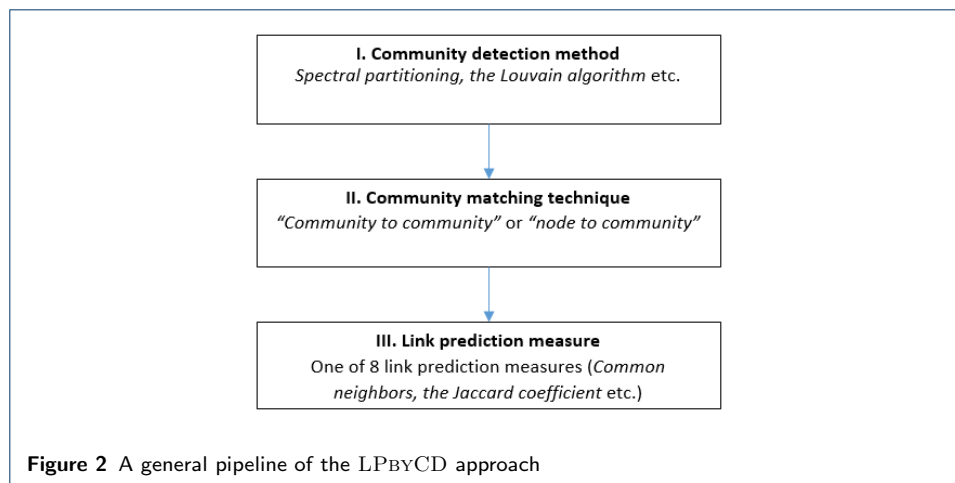 I. Community detection method
Spectral partitioning, the Louvain algorithm etc.
II. Community matching technique
“Community to community” or “node to community”
III. Link prediction measure
One of 8 link prediction measures (Common
neighbors, the Jaccard coefficient etc.)
Figure 2 A general pipeline of the LPBYCD approach